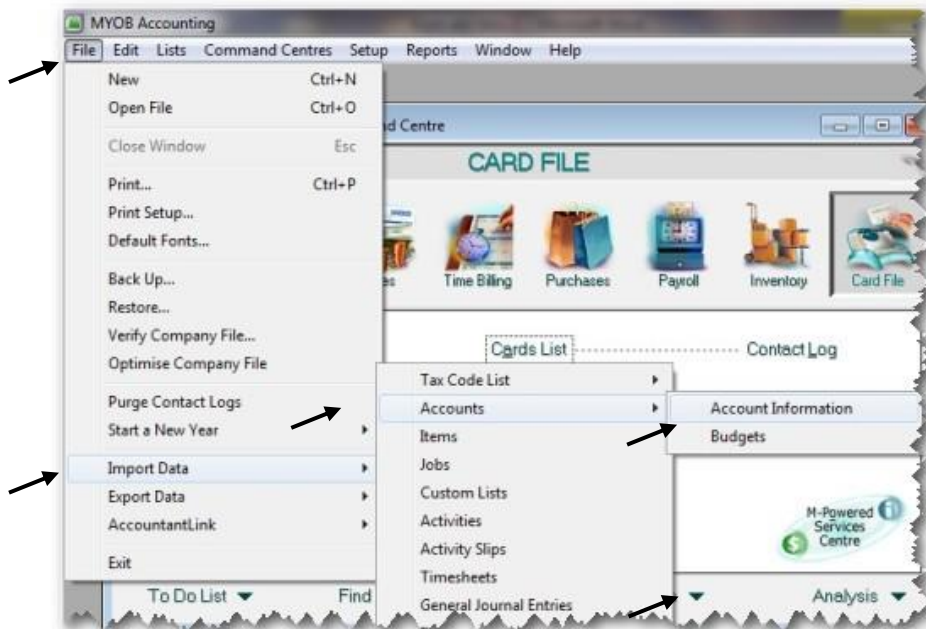 MYOB Accounting
File Edit Lists Command Centres Setup Reports Window Help
New Ctrl+N
Open File Ctrl+O
Close Window Esc
Print... Ctrl+P
Print Setup...
Default Fonts...
Back Up...
Restore...
Verify Company File...
Optimise Company File
Purge Contact Logs
Start a New Year
Import Data
Export Data
AccountantLink
Exit
Centre
CARD FILE
Time Billing Purchases Payroll Inventory Card File
Cards List Contact Log
Tax Code List
Accounts
Items
Jobs
Custom Lists
Activities
Activity Slips
Timesheets
General Journal Entries
Account Information
Budgets
M-Powered
Services
Centre
To Do List Find Analysis